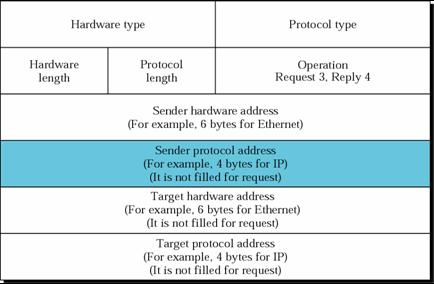 Hardware type
Protocol type
Hardware
length
Protocol
length
Operation
Request 3, Reply 4
Sender hardware address
(For example, 6 bytes for Ethernet)
Sender protocol address
(For example, 4 bytes for IP)
(It is not filled for request)
Target hardware address
(For example, 6 bytes for Ethernet)
(It is not filled for request)
Target protocol address
(For example, 4 bytes for IP)
(It is not filled for request)